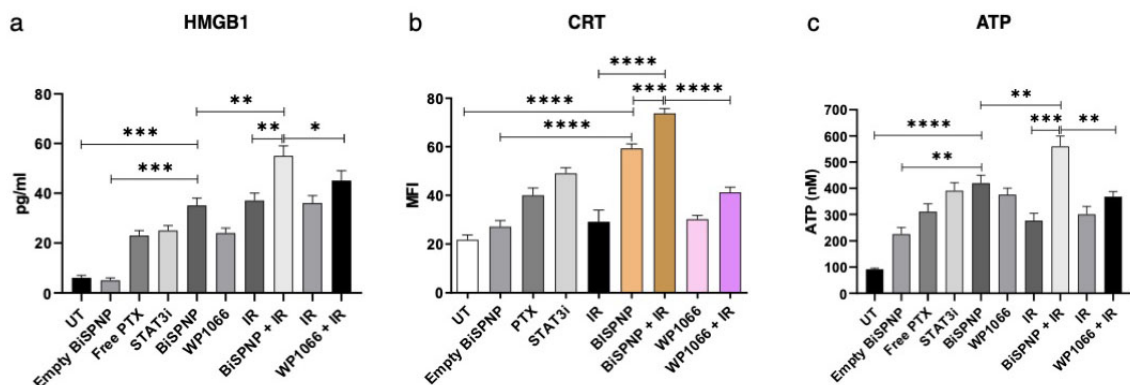 a
HMGB1
pg/ml
80
60
40
20
0
***
***
**
**
*
UT
Empty BiSPNP
Free PTX
STAT3i
BiSPNP
WP1066
IR
BiSPNP + IR
IR
WP1066 + IR
b
CRT
MFI
80
60
40
20
0
****
****
****
***
****
UT
Empty BiSPNP
PTX
STAT3i
IR
BiSPNP
BiSPNP + IR
WP1066
WP1066 + IR
c
ATP
ATP (nM)
700
600
500
400
300
200
100
0
****
**
**
***
**
UT
Empty BiSPNP
Free PTX
STAT3i
BiSPNP
WP1066
IR
BiSPNP + IR
IR
WP1066 + IR